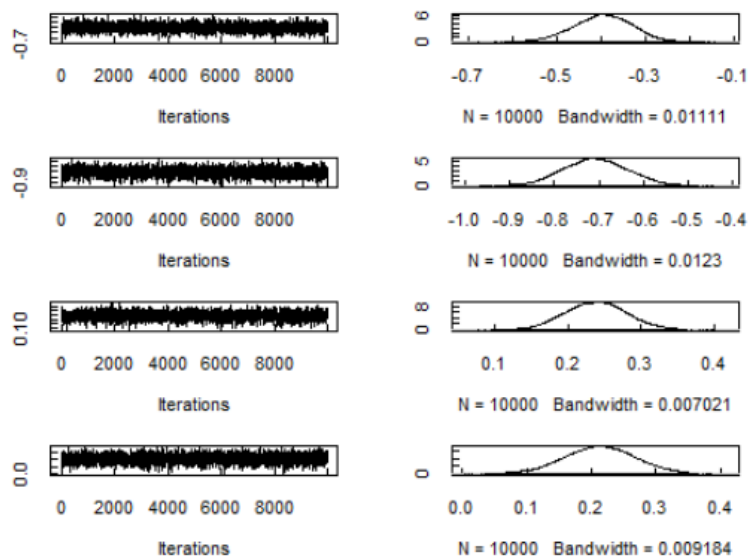 -0.7
0 2000 4000 6000 8000
Iterations
0 6
-0.7 -0.5 -0.3 -0.1
N = 10000 Bandwidth = 0.01111
-0.9
0 2000 4000 6000 8000
Iterations
0 5
-1.0 -0.9 -0.8 -0.7 -0.6 -0.5 -0.4
N = 10000 Bandwidth = 0.0123
0.10
0 2000 4000 6000 8000
Iterations
0 8
0.1 0.2 0.3 0.4
N = 10000 Bandwidth = 0.007021
0.0
0 2000 4000 6000 8000
Iterations
0
0.0 0.1 0.2 0.3 0.4
N = 10000 Bandwidth = 0.009184